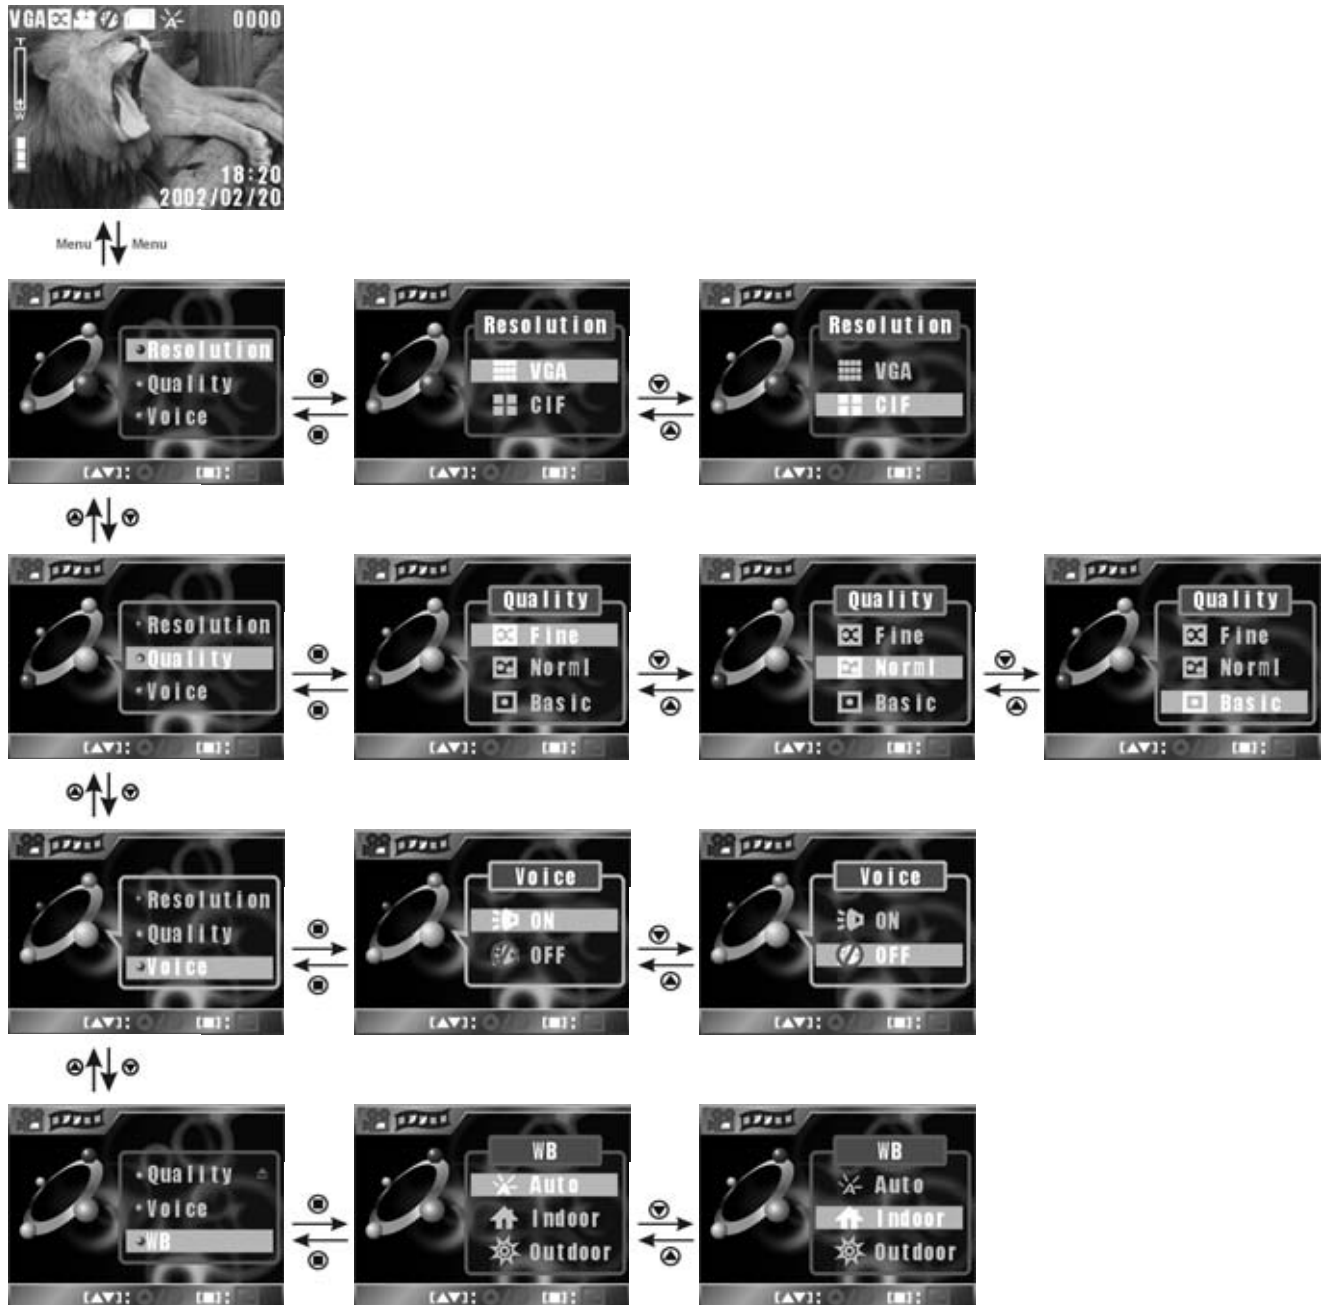 VGA 0000
T
W
18:20
2002/02/20
Menu Menu
Resolution
Quality
Voice
[▲▼]: [■]:
Resolution
VGA
CIF
[▲▼]: [■]:
Resolution
VGA
CIF
[▲▼]: [■]:
Resolution
Quality
Voice
[▲▼]: [■]:
Quality
Fine
Norml
Basic
[▲▼]: [■]:
Quality
Fine
Norml
Basic
[▲▼]: [■]:
Quality
Fine
Norml
Basic
[▲▼]: [■]:
Resolution
Quality
Voice
[▲▼]: [■]:
Voice
ON
OFF
[▲▼]: [■]:
Voice
ON
OFF
[▲▼]: [■]:
Quality
Voice
WB
[▲▼]: [■]:
WB
Auto
Indoor
Outdoor
[▲▼]: [■]:
WB
Auto
Indoor
Outdoor
[▲▼]: [■]: